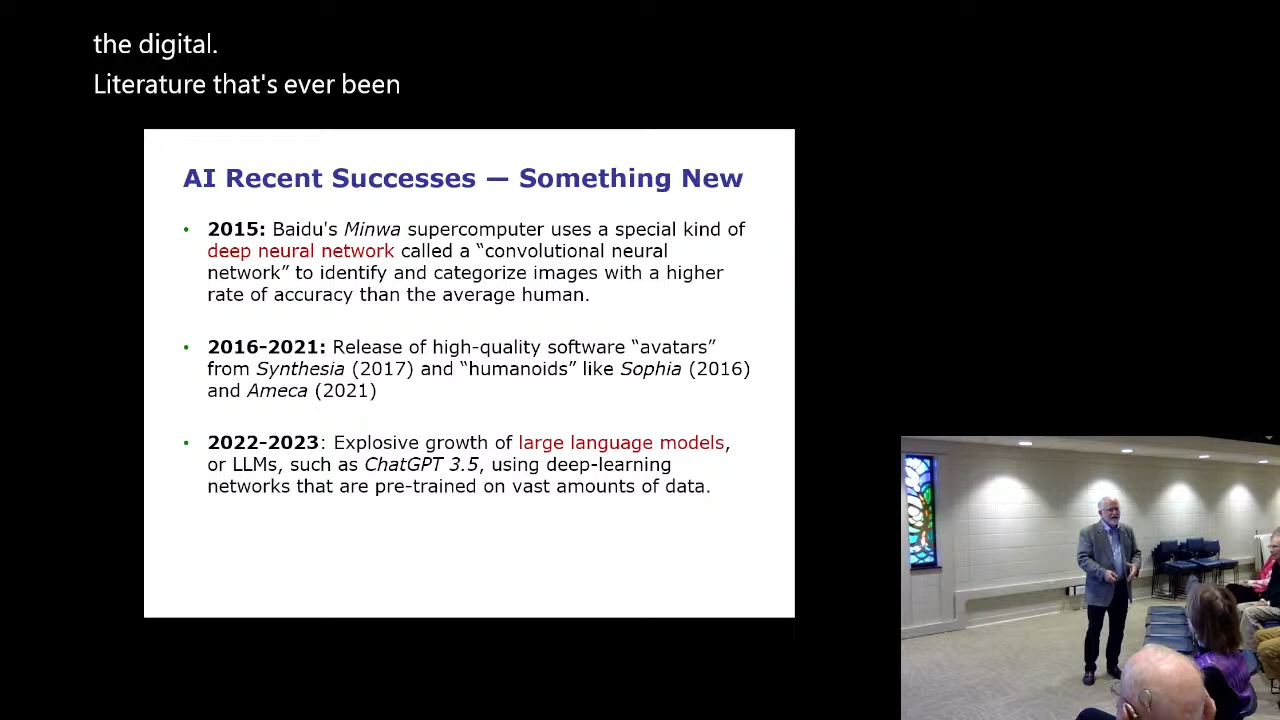 the digital.
Literature that's ever been
AI Recent Successes — Something New
• 2015: Baidu's Minwa supercomputer uses a special kind of
deep neural network called a “convolutional neural
network” to identify and categorize images with a higher
rate of accuracy than the average human.
• 2016-2021: Release of high-quality software “avatars”
from Synthesia (2017) and “humanoids” like Sophia (2016)
and Ameca (2021)
• 2022-2023: Explosive growth of large language models,
or LLMs, such as ChatGPT 3.5, using deep-learning
networks that are pre-trained on vast amounts of data.